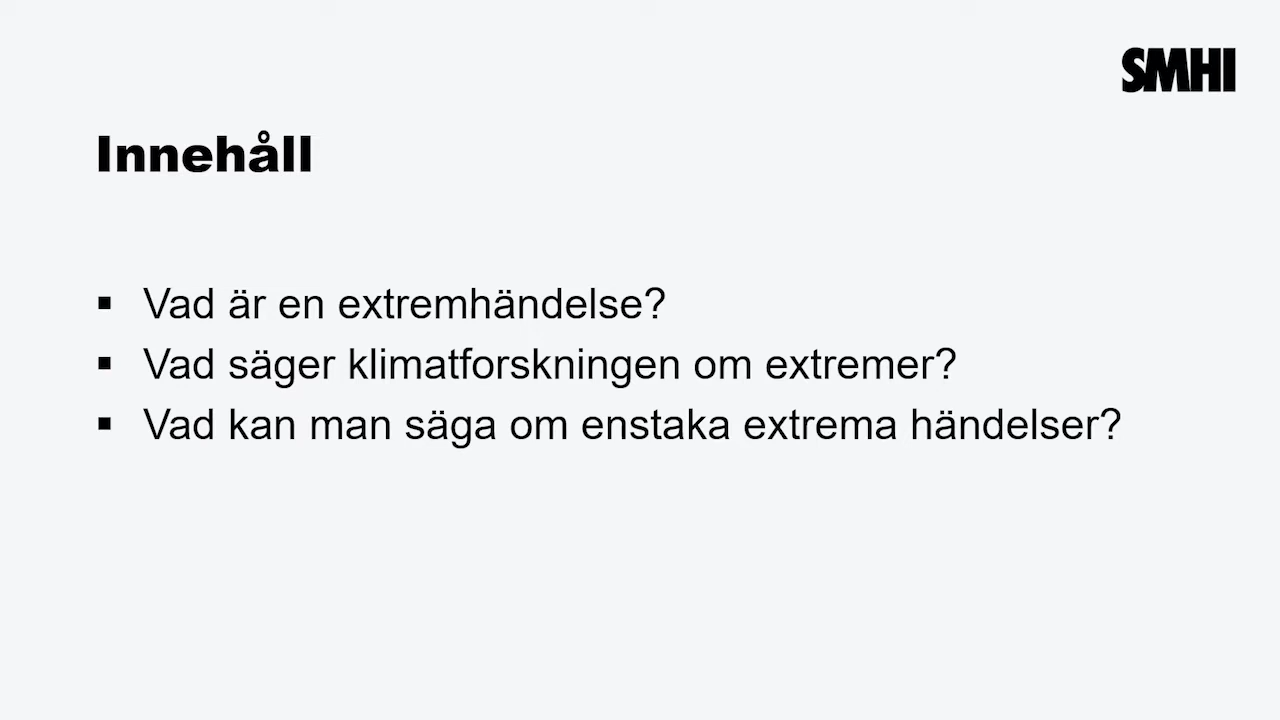 SMHI
Innehåll
▪ Vad är en extremhändelse?
▪ Vad säger klimatforskningen om extremer?
▪ Vad kan man säga om enstaka extrema händelser?